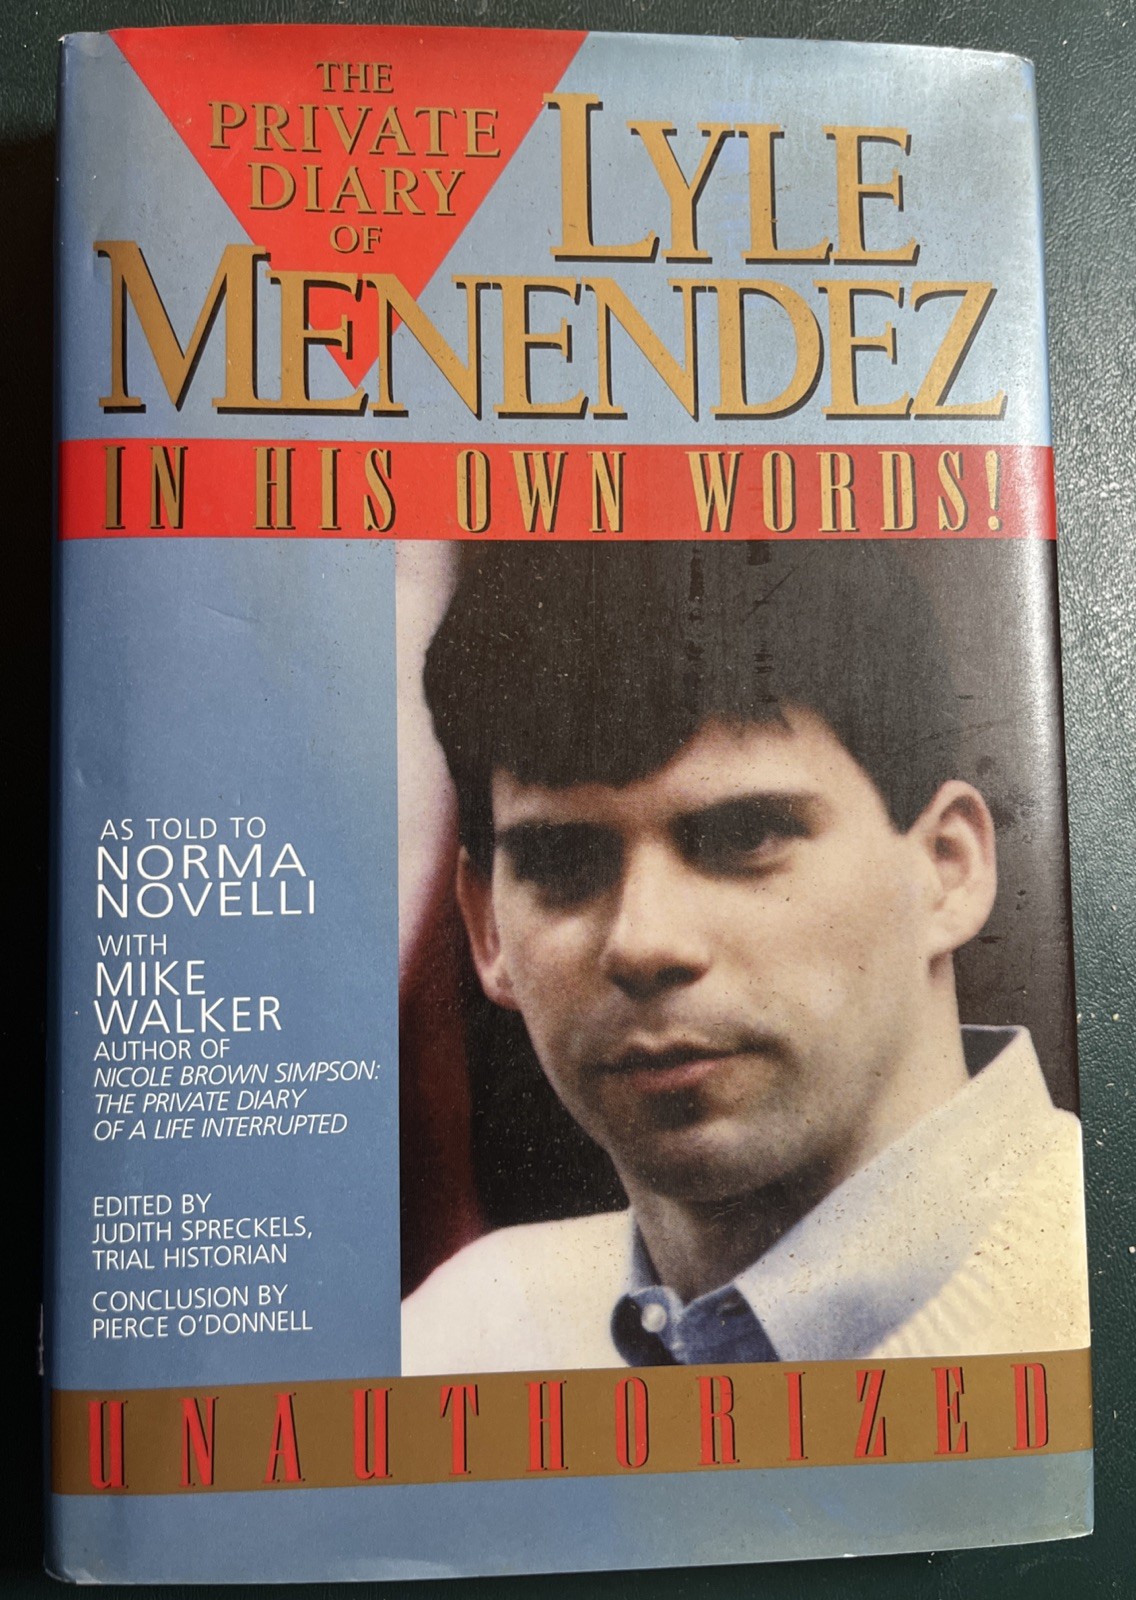 THE
PRIVATE
DIARY
OF
LYLE
MENENDEZ
IN HIS OWN WORDS!
AS TOLD TO
NORMA
NOVELLI
WITH
MIKE
WALKER
AUTHOR OF
NICOLE BROWN SIMPSON:
THE PRIVATE DIARY
OF A LIFE INTERRUPTED
EDITED BY
JUDITH SPRECKELS,
TRIAL HISTORIAN
CONCLUSION BY
PIERCE O'DONNELL
UNAUTHORIZED